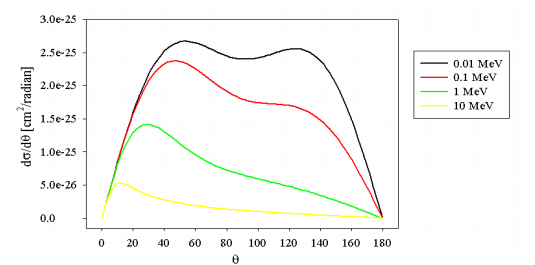 3.0e-25
2.5e-25
2.0e-25
1.5e-25
1.0e-25
5.0e-26
0.0
dσ/dθ [cm²/radian]
0 20 40 60 80 100 120 140 160 180
θ
0.01 MeV
0.1 MeV
1 MeV
10 MeV